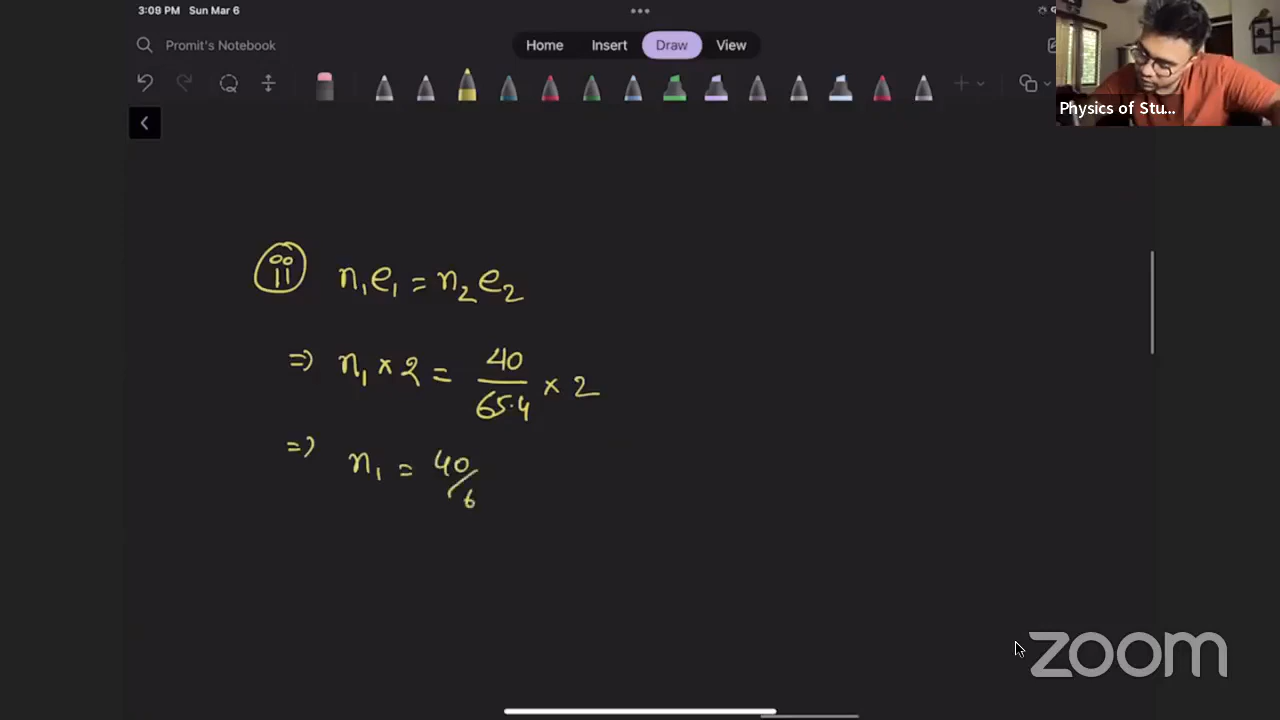 3:09 PM Sun Mar 6
Promit's Notebook
Home Insert Draw View
Physics of Stu...
ii n₁e₁ = n₂e₂
⇒ n₁ × 2 = 40/65.4 × 2
⇒ n₁ = 40/6
zoom